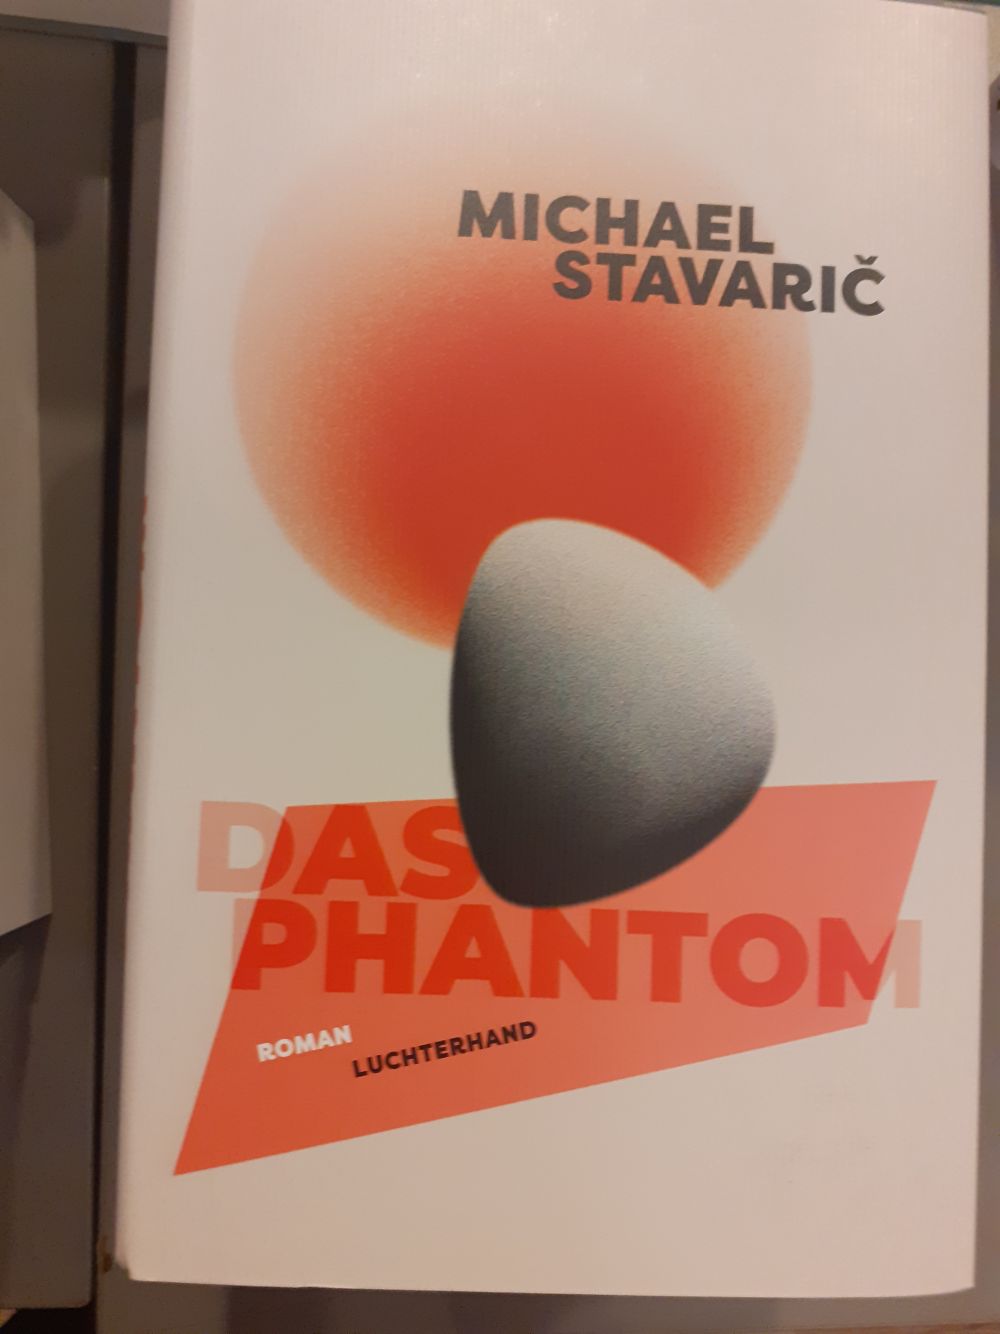 MICHAEL
STAVARIČ
DAS
PHANTOM
ROMAN
LUCHTERHAND